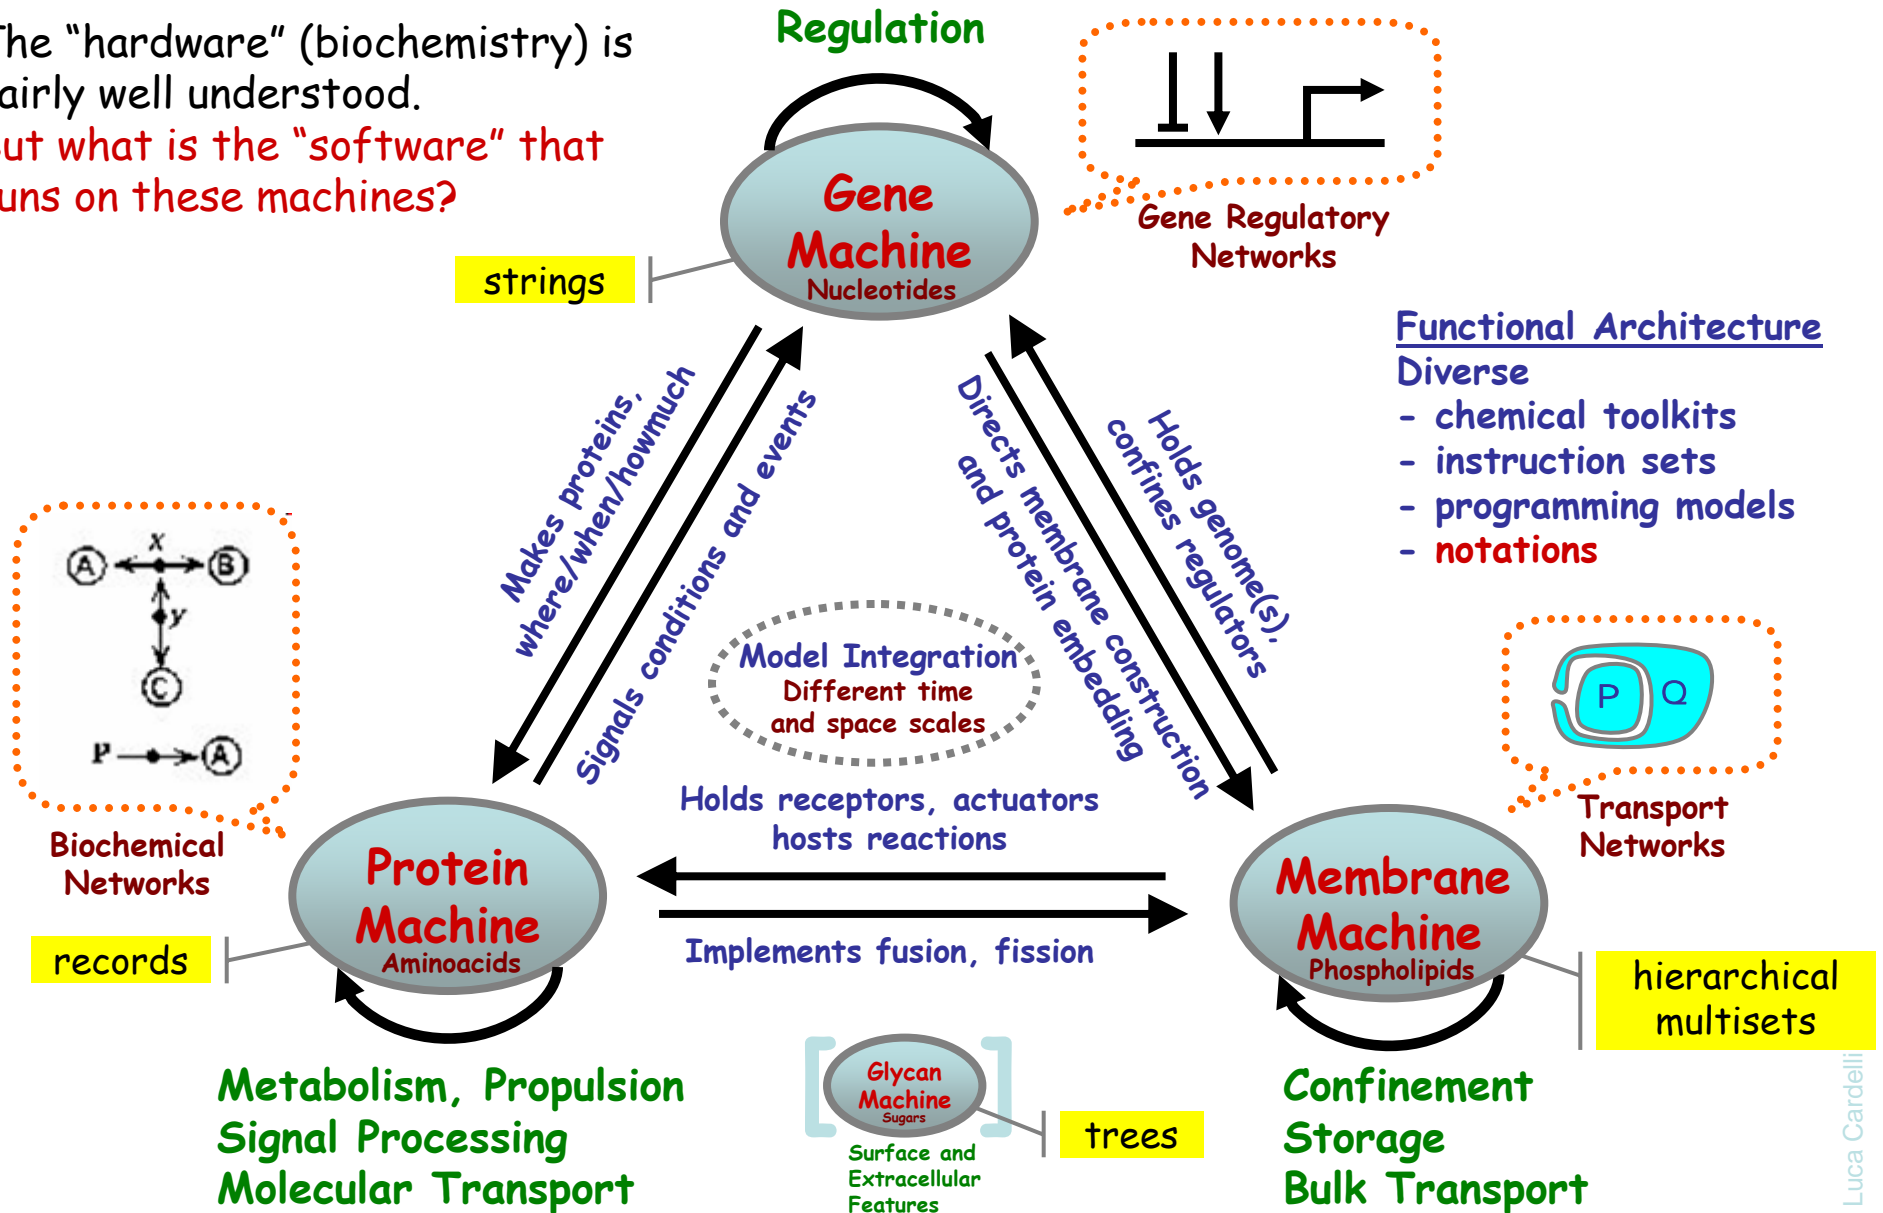 he “hardware” (biochemistry) is
airly well understood.
ut what is the “software” that
uns on these machines?
Regulation
Gene
Machine
Nucleotides
strings
Gene Regulatory
Networks
Functional Architecture
Diverse
- chemical toolkits
- instruction sets
- programming models
- notations
Makes proteins,
where/when/howmuch
Signals conditions and events
Directs membrane construction
and protein embedding
Holds genome(s),
confines regulators
Model Integration
Different time
and space scales
A x B
y
C
P A
Biochemical
Networks
P Q
Transport
Networks
Holds receptors, actuators
hosts reactions
Implements fusion, fission
Protein
Machine
Aminoacids
records
Membrane
Machine
Phospholipids
hierarchical
multisets
Metabolism, Propulsion
Signal Processing
Molecular Transport
Glycan
Machine
Sugars
trees
Surface and
Extracellular
Features
Confinement
Storage
Bulk Transport
Luca Cardelli